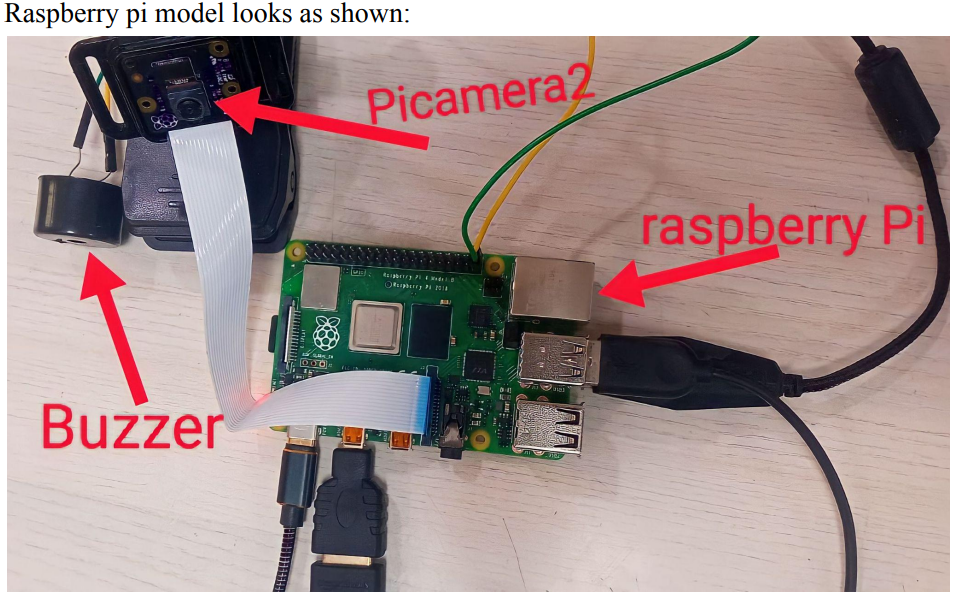 Raspberry pi model looks as shown:
Picamera2
raspberry Pi
Buzzer
Raspberry Pi 4 Model B
Raspberry Pi 2018